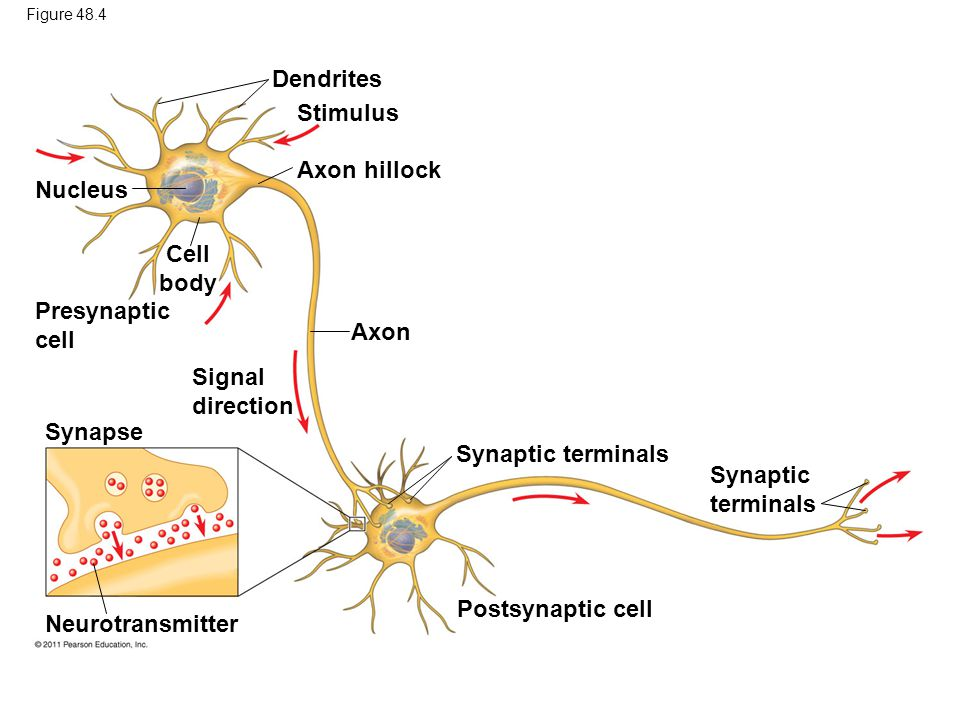 Figure 48.4
Dendrites
Stimulus
Axon hillock
Nucleus
Cell
body
Presynaptic
cell
Axon
Signal
direction
Synapse
Synaptic terminals
Synaptic
terminals
Postsynaptic cell
Neurotransmitter
© 2011 Pearson Education, Inc.